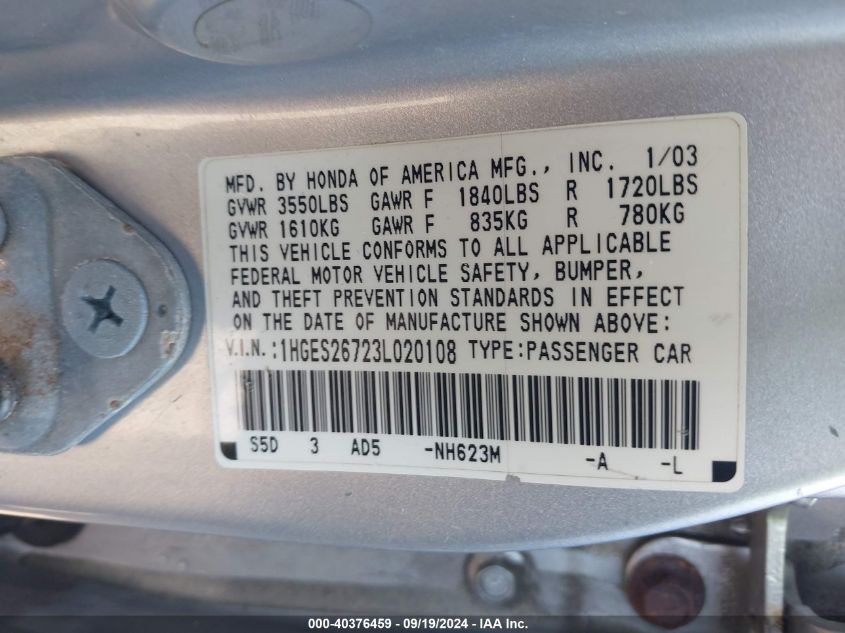 MFD. BY HONDA OF AMERICA MFG., INC. 1/03
GVWR 3550LBS GAWR F 1840LBS R 1720LBS
GVWR 1610KG GAWR F 835KG R 780KG
THIS VEHICLE CONFORMS TO ALL APPLICABLE
FEDERAL MOTOR VEHICLE SAFETY, BUMPER,
AND THEFT PREVENTION STANDARDS IN EFFECT
ON THE DATE OF MANUFACTURE SHOWN ABOVE:
V.I.N.:1HGES26723L020108 TYPE:PASSENGER CAR
S5D 3 AD5 -NH623M -A -L
000-40376459 - 09/19/2024 - IAA Inc.